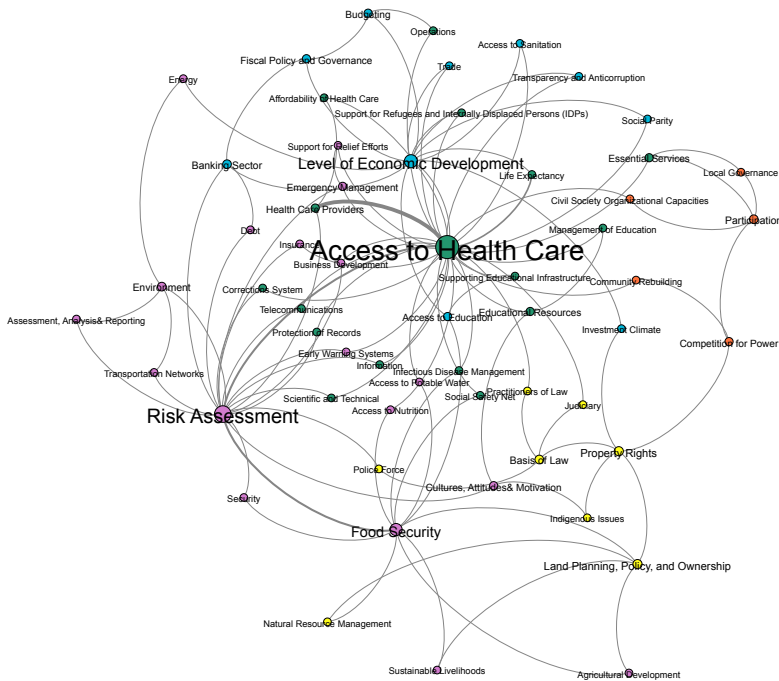 Budgeting
Operations
Access to Sanitation
Fiscal Policy and Governance
Trade
Energy
Transparency and Anticorruption
Affordability of Health Care
Support for Refugees and Internally Displaced Persons (IDPs)
Social Parity
Support for Relief Efforts
Banking Sector
Level of Economic Development
Essential Services
Local Governance
Life Expectancy
Emergency Management
Civil Society Organizational Capacities
Health Care Providers
Participation
Debt
Management of Education
Insurance
Access to Health Care
Business Development
Supporting Educational Infrastructure
Community Rebuilding
Environment
Corrections System
Telecommunications
Educational Resources
Assessment, Analysis& Reporting
Access to Education
Investment Climate
Protection of Records
Competition for Power
Early Warning Systems
Information
Transportation Networks
Infectious Disease Management
Access to Potable Water
Practitioners of Law
Scientific and Technical
Social Safety Net
Judiciary
Access to Nutrition
Risk Assessment
Property Rights
Basis of Law
Police Force
Cultures, Attitudes& Motivation
Security
Indigenous Issues
Food Security
Land Planning, Policy, and Ownership
Natural Resource Management
Sustainable Livelihoods
Agricultural Development